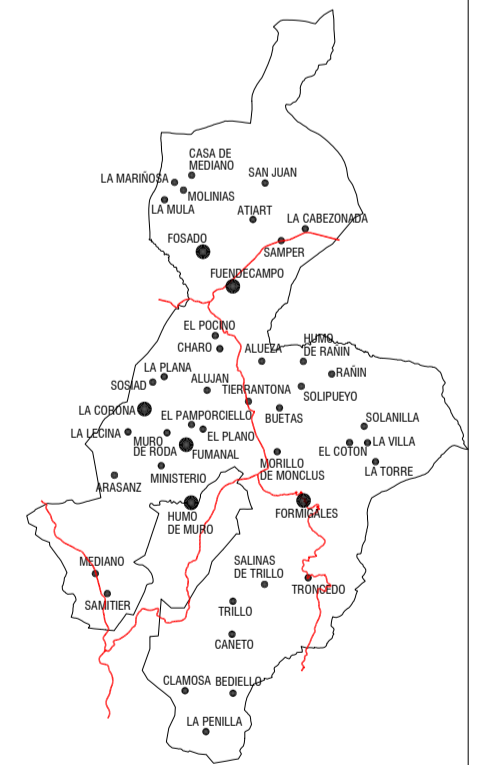 CASA DE
MEDIANO
LA MARIÑOSA
SAN JUAN
MOLINIAS
LA MULA
ATIART
LA CABEZONADA
FOSADO
SAMPER
FUENDECAMPO
EL POCINO
CHARO
ALUEZA
HUMO
DE RAÑIN
LA PLANA
RAÑIN
SOSIAD
ALUJAN
TIERRANTONA
SOLIPUEYO
LA CORONA
EL PAMPORCIELLO
BUETAS
SOLANILLA
LA LECINA
MURO
DE RODA
EL PLANO
FUMANAL
EL COTON
LA VILLA
MORILLO
DE MONCLUS
LA TORRE
MINISTERIO
ARASANZ
HUMO
DE MURO
FORMIGALES
MEDIANO
SALINAS
DE TRILLO
TRONCEDO
SAMITIER
TRILLO
CANETO
CLAMOSA
BEDIELLO
LA PENILLA